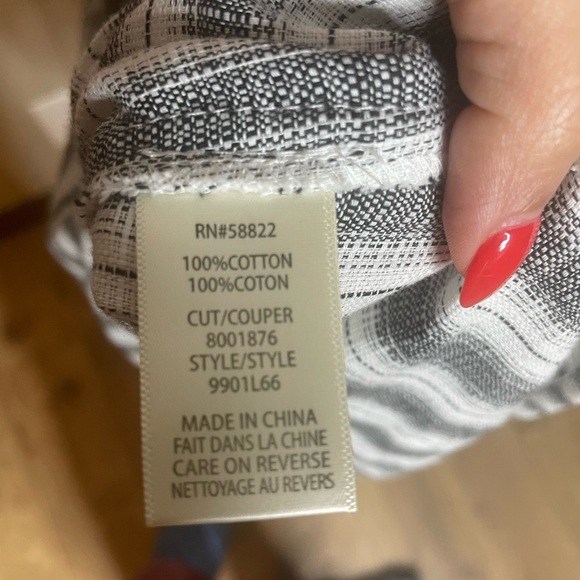 RN#58822
100%COTTON
100%COTON
CUT/COUPER
8001876
STYLE/STYLE
9901L66
MADE IN CHINA
FAIT DANS LA CHINE
CARE ON REVERSE
NETTOYAGE AU REVERS